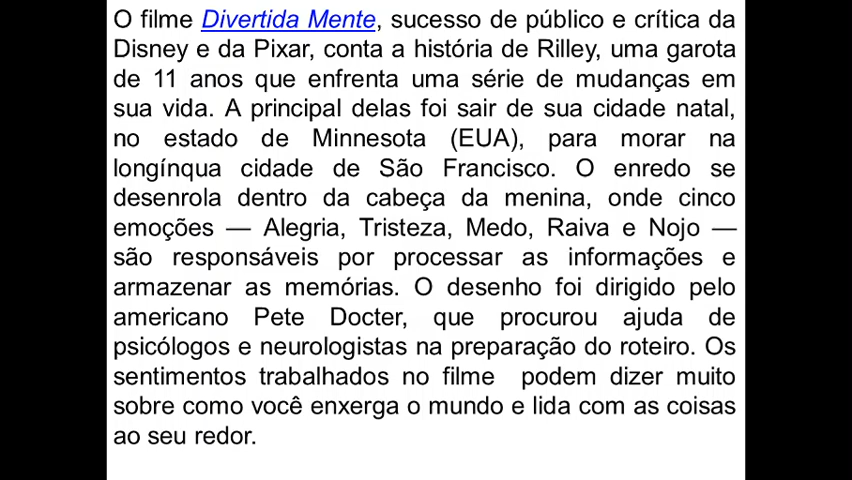 O filme Divertida Mente, sucesso de público e crítica da
Disney e da Pixar, conta a história de Rilley, uma garota
de 11 anos que enfrenta uma série de mudanças em
sua vida. A principal delas foi sair de sua cidade natal,
no estado de Minnesota (EUA), para morar na
longínqua cidade de São Francisco. O enredo se
desenrola dentro da cabeça da menina, onde cinco
emoções — Alegria, Tristeza, Medo, Raiva e Nojo —
são responsáveis por processar as informações e
armazenar as memórias. O desenho foi dirigido pelo
americano Pete Docter, que procurou ajuda de
psicólogos e neurologistas na preparação do roteiro. Os
sentimentos trabalhados no filme podem dizer muito
sobre como você enxerga o mundo e lida com as coisas
ao seu redor.